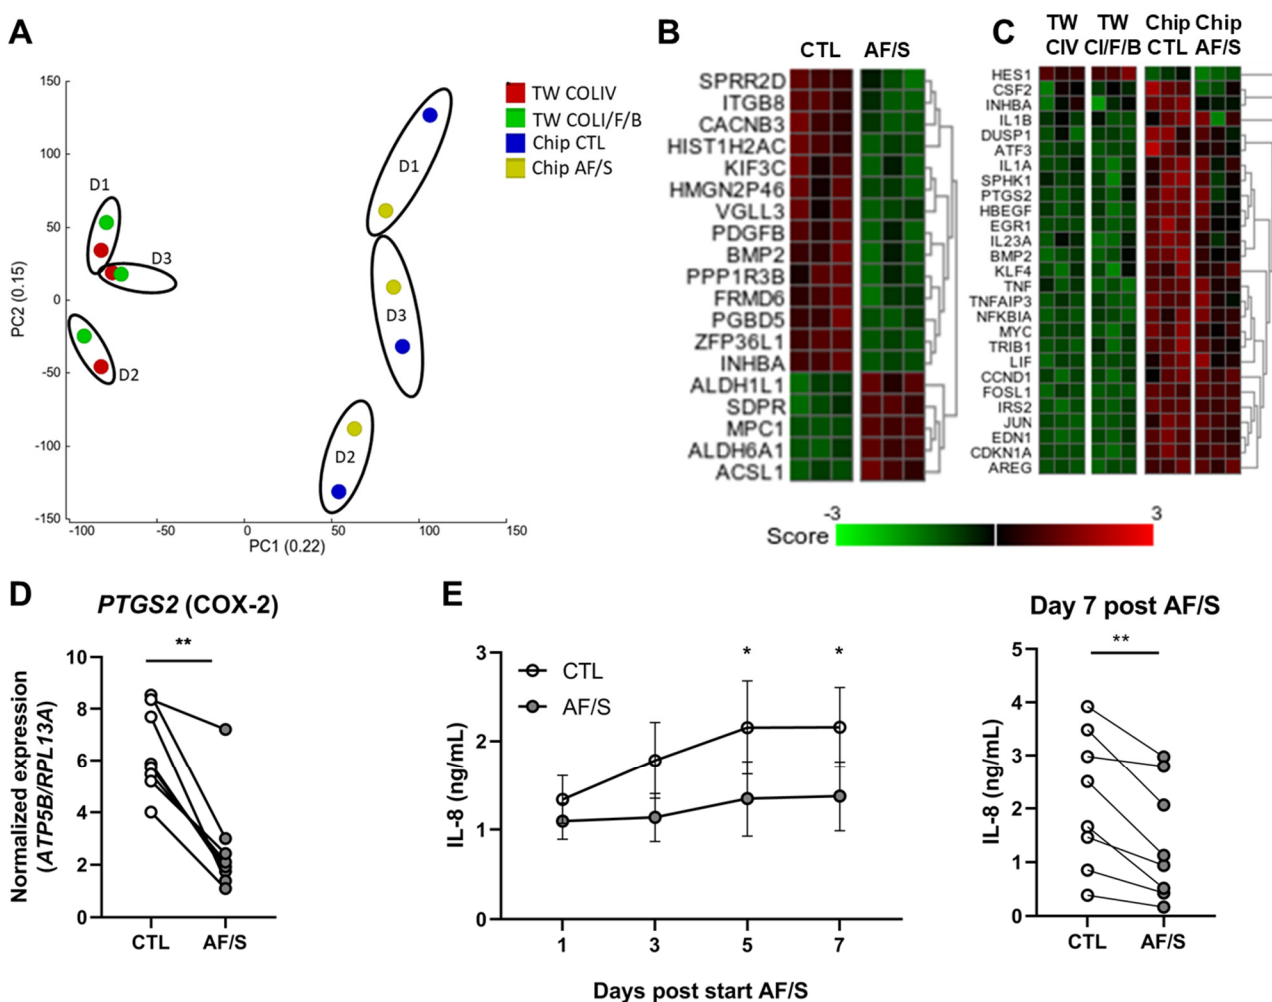 A
150
100
50
0
-50
-100
-150
-100
-50
0
50
100
150
PC2 (0.15)
PC1 (0.22)
D1
D3
D2
D1
D3
D2
TW COLIV
TW COLI/F/B
Chip CTL
Chip AF/S
B
CTL AF/S
SPRR2D
ITGB8
CACNB3
HIST1H2AC
KIF3C
HMGN2P46
VGLL3
PDGFB
BMP2
PPP1R3B
FRMD6
PGBD5
ZFP36L1
INHBA
ALDH1L1
SDPR
MPC1
ALDH6A1
ACSL1
C
TW TW Chip Chip
CIV CI/F/B CTL AF/S
HES1
CSF2
INHBA
IL1B
DUSP1
ATF3
IL1A
SPHK1
PTGS2
HBEGF
EGR1
IL23A
BMP2
KLF4
TNF
TNFAIP3
NFKBIA
MYC
TRIB1
LIF
CCND1
FOSL1
IRS2
JUN
EDN1
CDKN1A
AREG
-3 3
Score
D
PTGS2 (COX-2)
**
10
8
6
4
2
0
Normalized expression
(ATP5B/RPL13A)
CTL AF/S
E
3
2
1
0
IL-8 (ng/mL)
CTL
AF/S
* *
1 3 5 7
Days post start AF/S
Day 7 post AF/S
**
5
4
3
2
1
0
IL-8 (ng/mL)
CTL AF/S